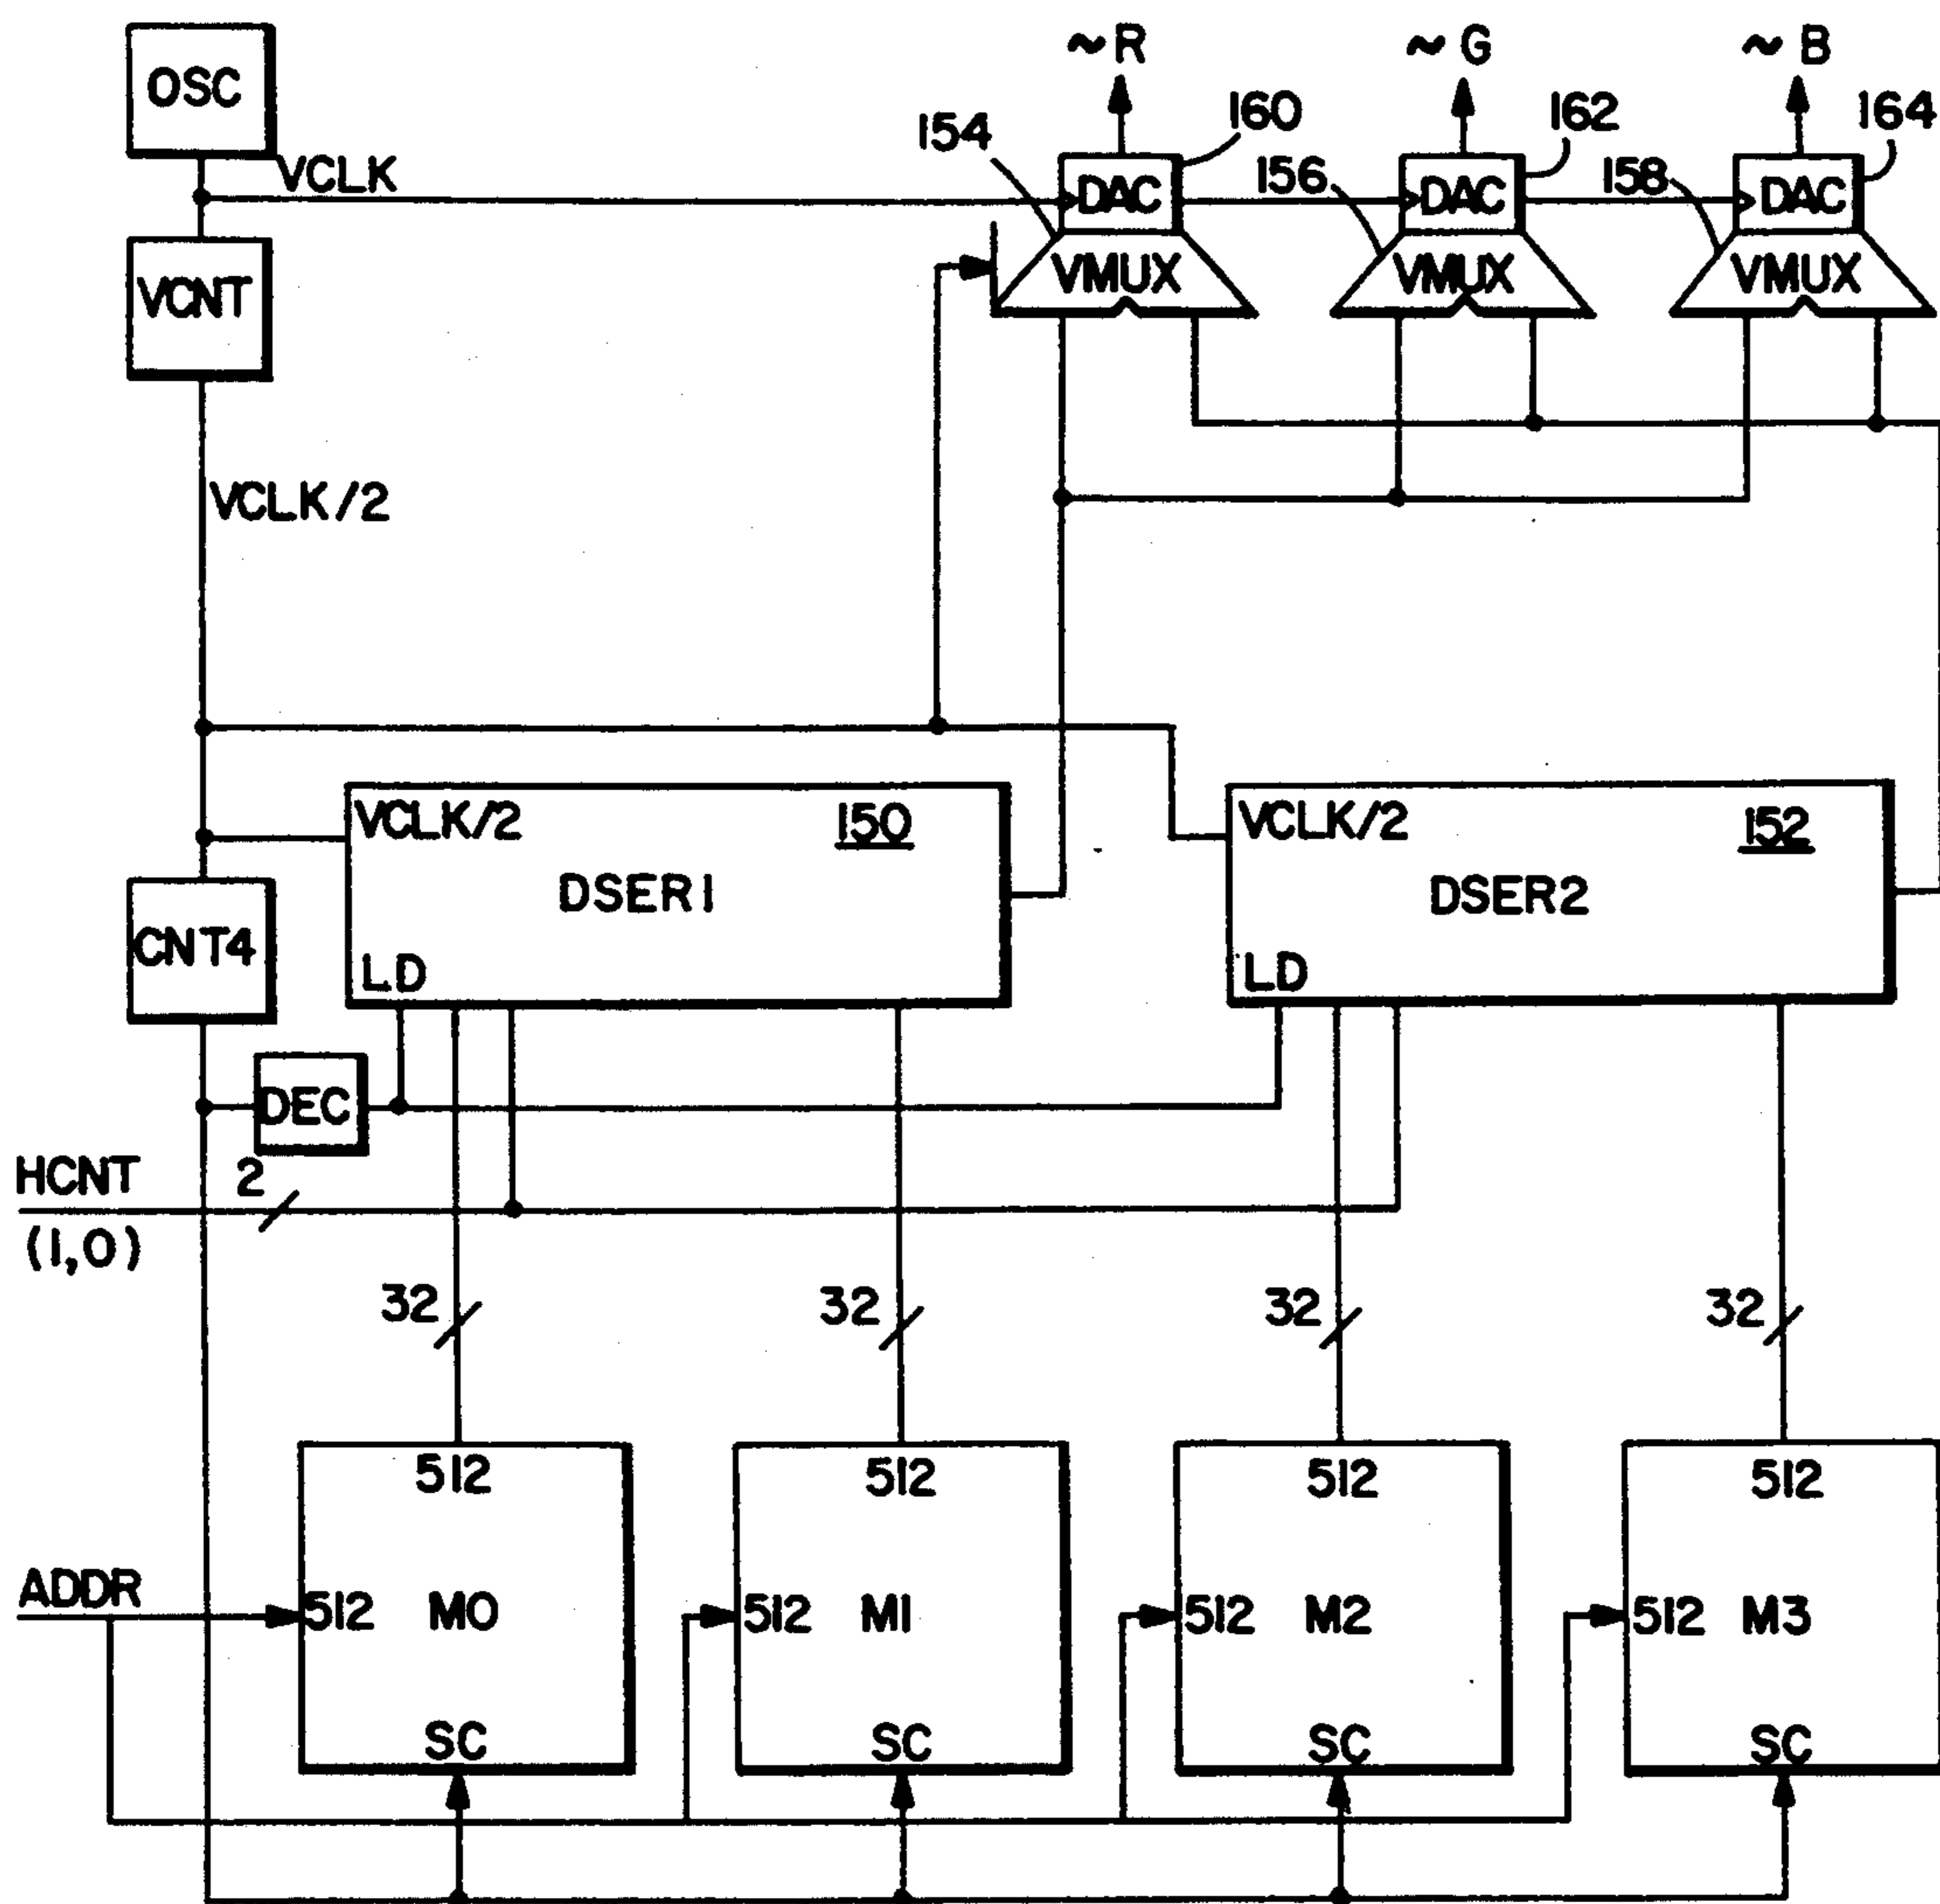 ~R ~G ~B
OSC
154 160 156 162 158 164
VCLK
DAC DAC DAC
VCNT
VMUX VMUX VMUX
VCLK/2
VCLK/2 150
DSER1
LD
VCLK/2 152
DSER2
LD
CNT4
DEC
HCNT 2
(1,0)
32 32 32 32
512 512 512 512
ADDR
512 M0 512 M1 512 M2 512 M3
SC SC SC SC